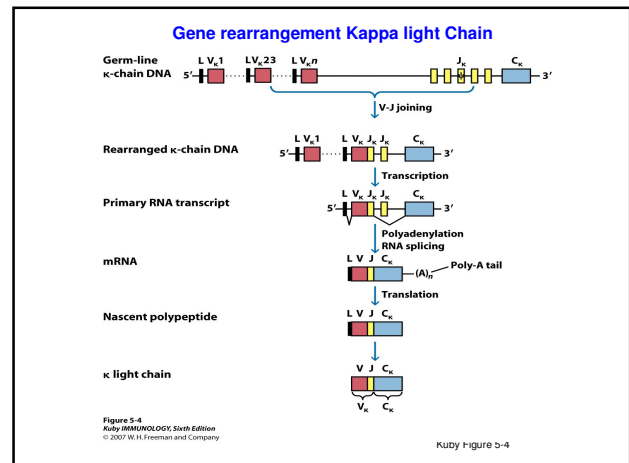 Gene rearrangement Kappa light Chain
Germ-line
κ-chain DNA
L Vκ1 LVκ23 L Vκn Jκ Cκ
5′ 3′
V-J joining
L Vκ1 L Vκ Jκ Jκ Cκ
Rearranged κ-chain DNA
5′ 3′
Transcription
L Vκ Jκ Jκ Cκ
Primary RNA transcript
5′ 3′
Polyadenylation
RNA splicing
mRNA
L V J Cκ
(A)n
Poly-A tail
Translation
L V J Cκ
Nascent polypeptide
V J Cκ
κ light chain
Vκ Cκ
Figure 5-4
Kuby IMMUNOLOGY, Sixth Edition
© 2007 W. H. Freeman and Company
Kuby Figure 5-4